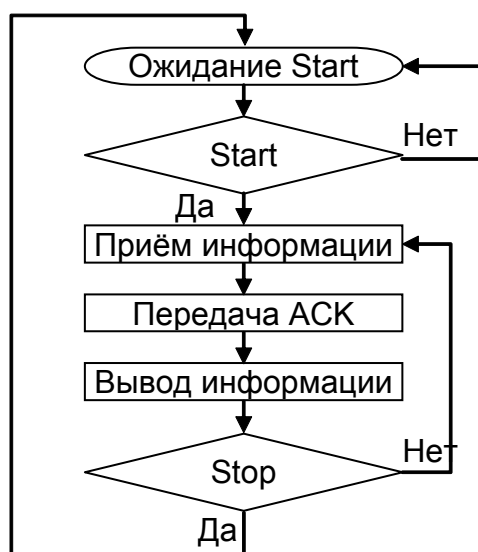 Ожидание Start
Нет
Start
Да
Приём информации
Передача ACK
Вывод информации
Нет
Stop
Да